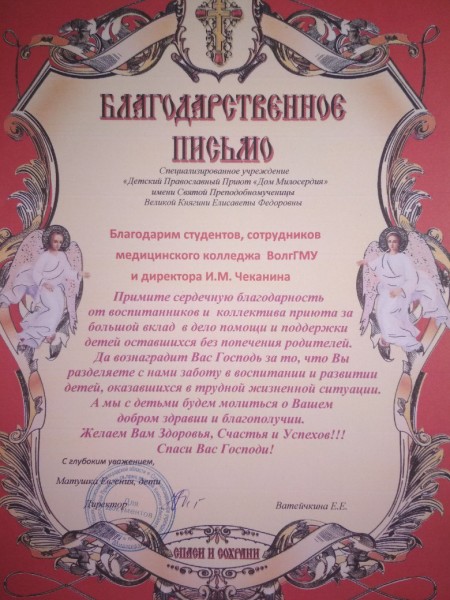 БЛАГОДАРСТВЕННОЕ
ПИСЬМО
Специализированное учреждение
«Детский Православный Приют «Дом Милосердия»
имени Святой Преподобномученицы
Великой Княгини Елисаветы Федоровны
Благодарим студентов, сотрудников
медицинского колледжа ВолгГМУ
и директора И.М. Чеканина
Примите сердечную благодарность
от воспитанников и коллектива приюта за
большой вклад в дело помощи и поддержки
детей оставшихся без попечения родителей.
Да вознаградит Вас Господь за то, что Вы
разделяете с нами заботу в воспитании и развитии
детей, оказавшихся в трудной жизненной ситуации.
А мы с детьми будем молиться о Вашем
добром здравии и благополучии.
Желаем Вам Здоровья, Счастья и Успехов!!!
Спаси Вас Господи!
С глубоким уважением,
Матушка Евгения, дети
Директор
Ватейчкина Е.Е.
СПАСИ И СОХРАНИ